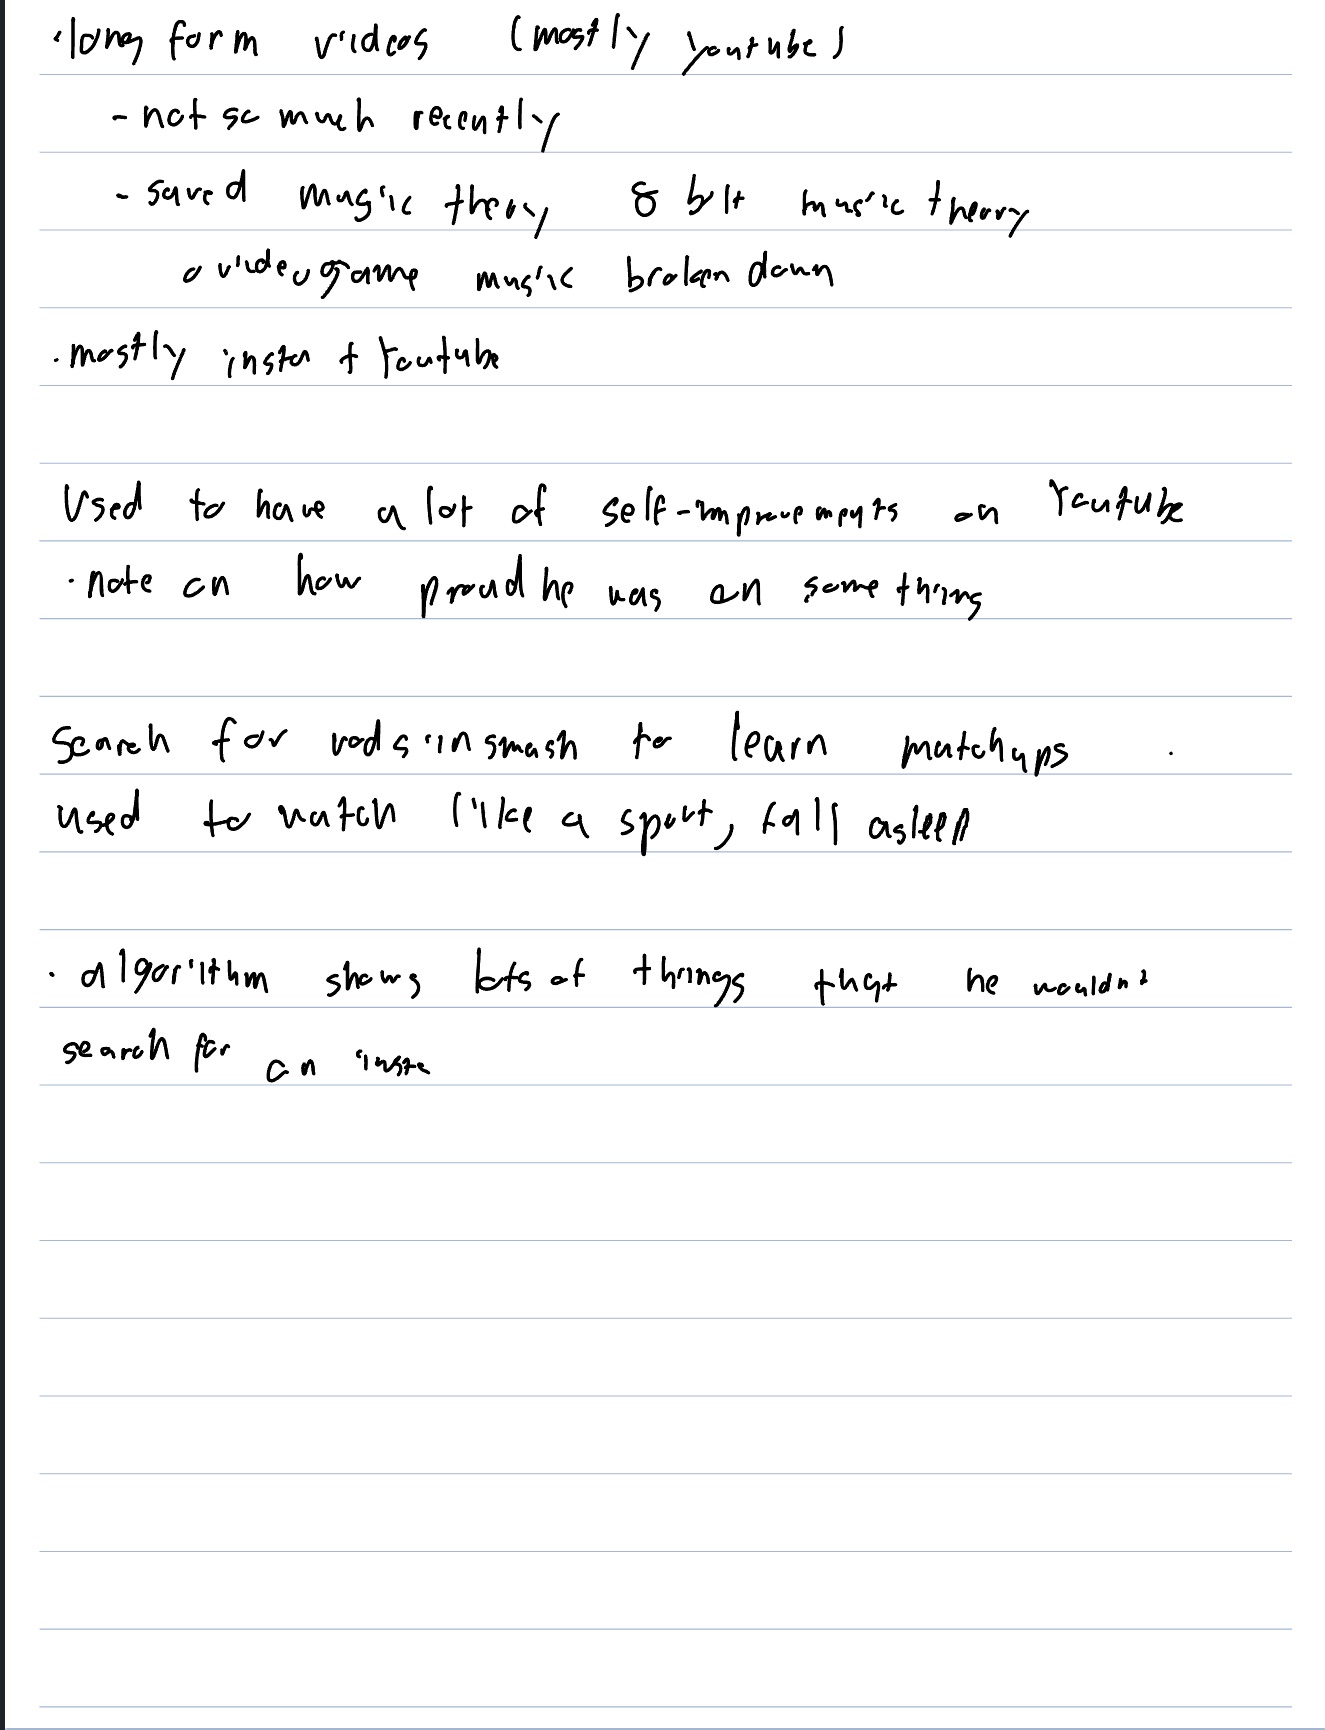 · long form videos (mostly youtube)
- not so much recently
- saved music theory 8 bit music theory
o videogame music broken down
· mostly insta + Youtube
Used to have a lot of self-improvements on Youtube
· note on how proud he was on something
Search for vods in smash to learn matchups .
used to watch like a sport, fall asleep
· algorithm shows lots of things that he wouldnt
search for on insta